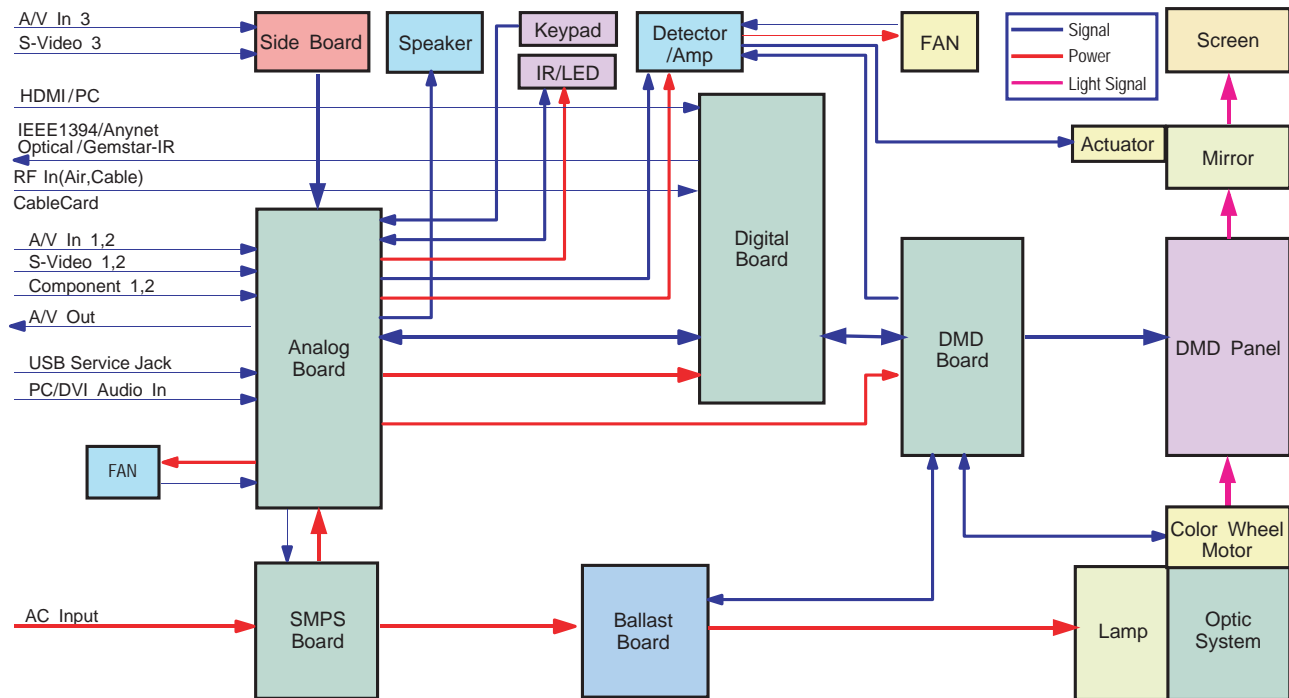 A/V In 3
S-Video 3
Side Board
Speaker
Keypad
IR/LED
Detector
/Amp
FAN
Signal
Power
Light Signal
Screen
HDMI/PC
IEEE1394/Anynet
Optical/Gemstar-IR
RF In(Air,Cable)
CableCard
Actuator
Mirror
A/V In 1,2
S-Video 1,2
Component 1,2
A/V Out
USB Service Jack
PC/DVI Audio In
Analog
Board
Digital
Board
DMD
Board
DMD Panel
FAN
Color Wheel
Motor
AC Input
SMPS
Board
Ballast
Board
Lamp
Optic
System